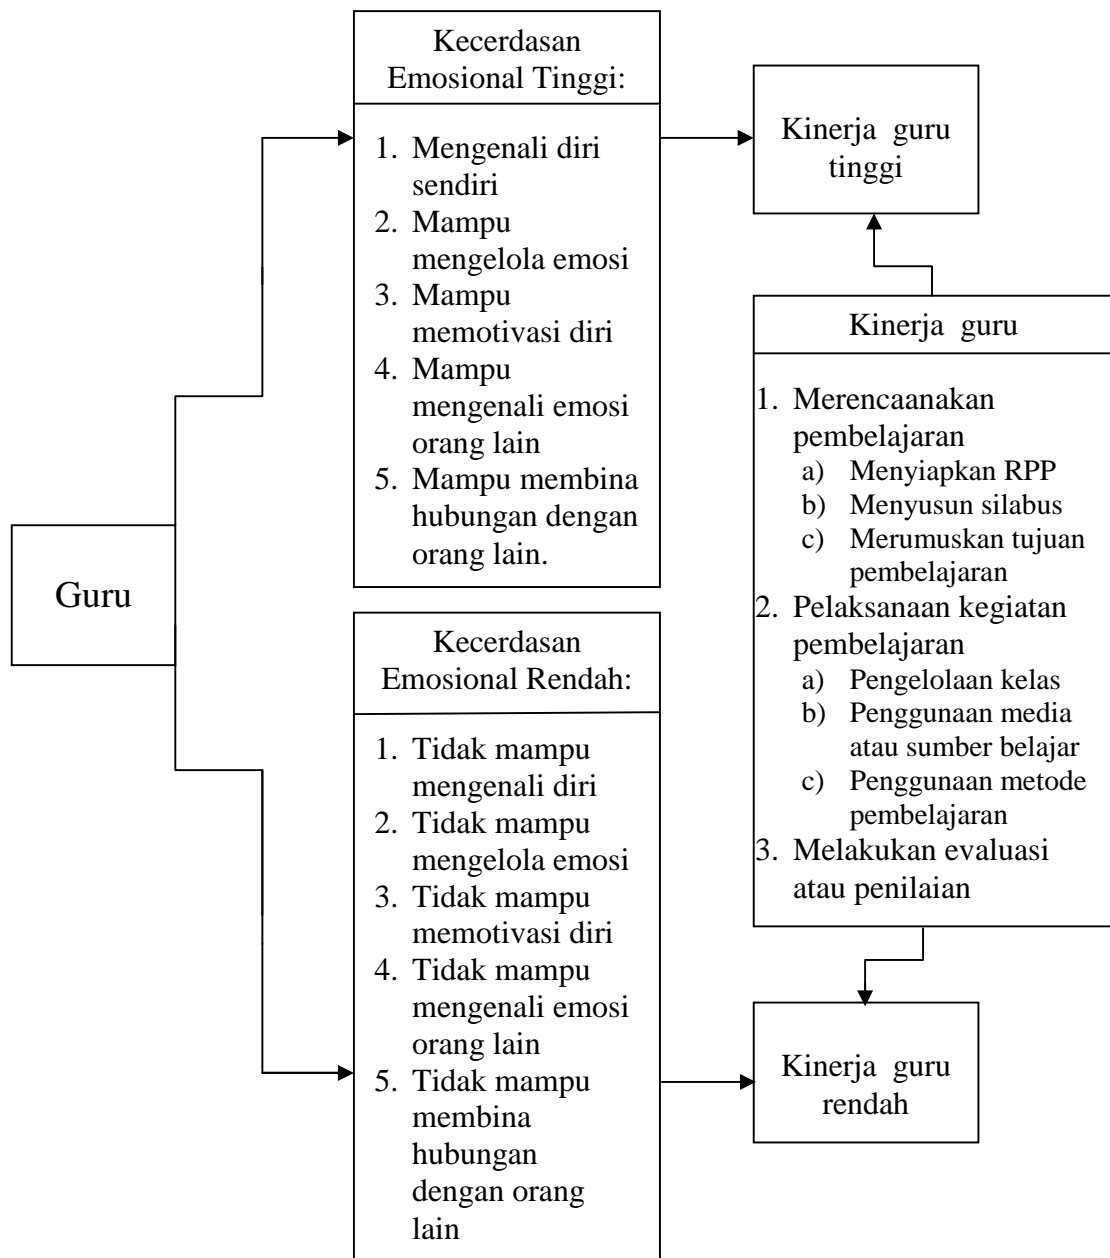 Guru
Kecerdasan
Emosional Tinggi:
1. Mengenali diri
sendiri
2. Mampu
mengelola emosi
3. Mampu
memotivasi diri
4. Mampu
mengenali emosi
orang lain
5. Mampu membina
hubungan dengan
orang lain.
Kecerdasan
Emosional Rendah:
1. Tidak mampu
mengenali diri
2. Tidak mampu
mengelola emosi
3. Tidak mampu
memotivasi diri
4. Tidak mampu
mengenali emosi
orang lain
5. Tidak mampu
membina
hubungan
dengan orang
lain
Kinerja guru
tinggi
Kinerja guru
1. Merencaanakan
pembelajaran
a) Menyiapkan RPP
b) Menyusun silabus
c) Merumuskan tujuan
pembelajaran
2. Pelaksanaan kegiatan
pembelajaran
a) Pengelolaan kelas
b) Penggunaan media
atau sumber belajar
c) Penggunaan metode
pembelajaran
3. Melakukan evaluasi
atau penilaian
Kinerja guru
rendah